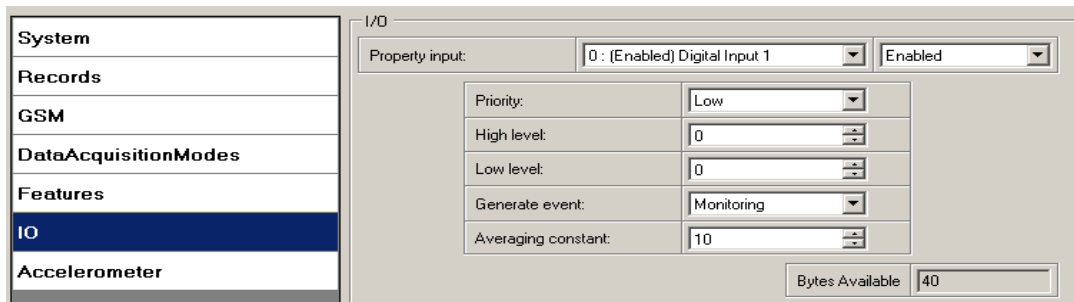 System
Records
GSM
DataAcquisitionModes
Features
IO
Accelerometer
I/O
Property input: 0 : (Enabled) Digital Input 1 Enabled
Priority: Low
High level: 0
Low level: 0
Generate event: Monitoring
Averaging constant: 10
Bytes Available 40